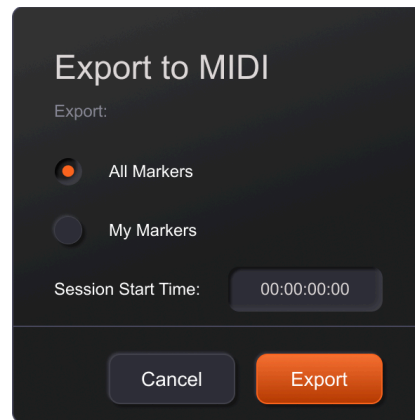 Export to MIDI
Export:
All Markers
My Markers
Session Start Time: 00:00:00:00
Cancel Export